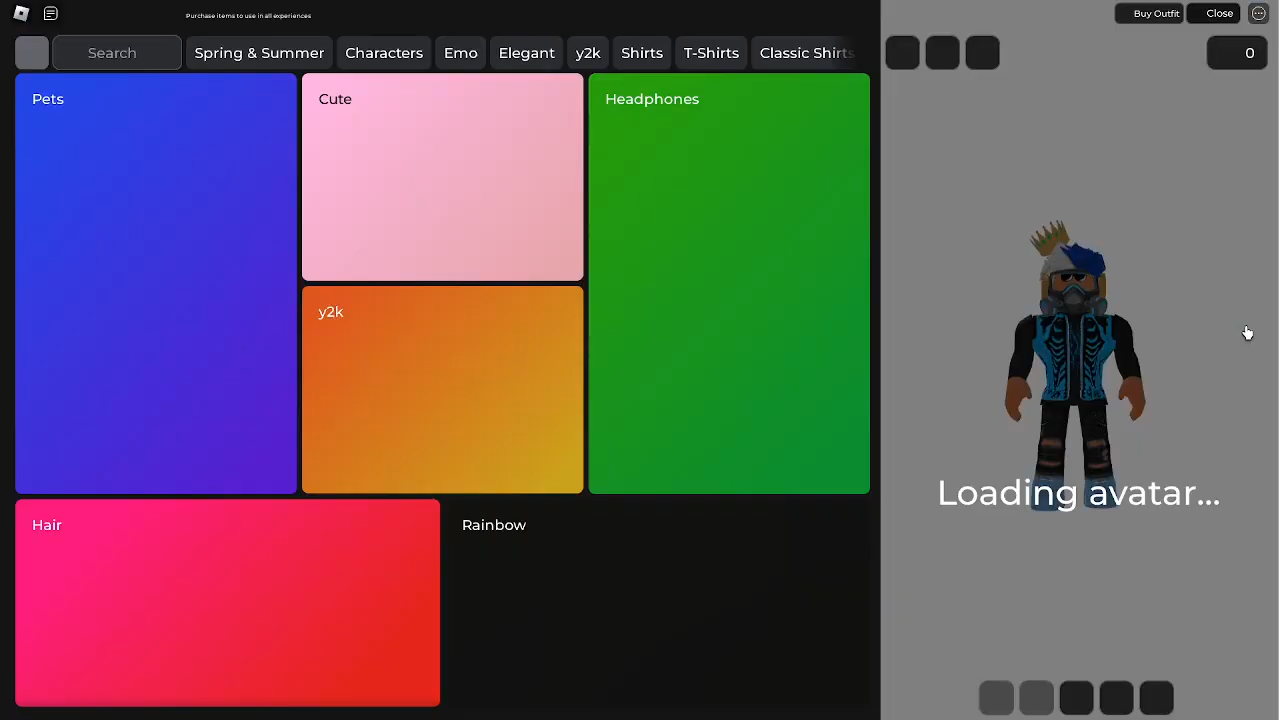 Purchase items to use in all experiences
Buy Outfit
Close
Search
Spring & Summer
Characters
Emo
Elegant
y2k
Shirts
T-Shirts
Classic Shirts
0
Pets
Cute
Headphones
y2k
Loading avatar...
Hair
Rainbow